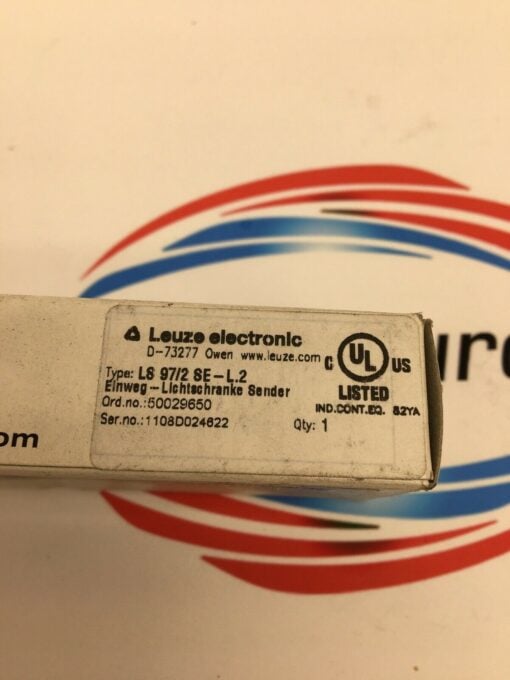 Leuze electronic
D-73277 Owen www.leuze.com
Type: LS 97/2 SE-L.2
Einweg-Lichtschranke Sender
Ord.no.:50029650
Ser.no.:1108D024622
Qty: 1
C UL US
LISTED
IND.CONT.EQ. 82YA
om
ure